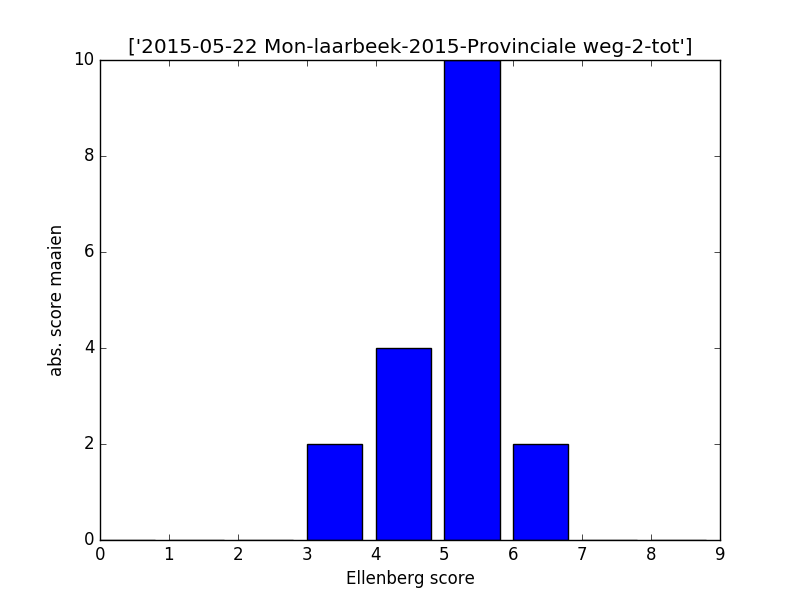 ['2015-05-22 Mon-laarbeek-2015-Provinciale weg-2-tot']
10
8
6
4
2
0
abs. score maaien
0 1 2 3 4 5 6 7 8 9
Ellenberg score